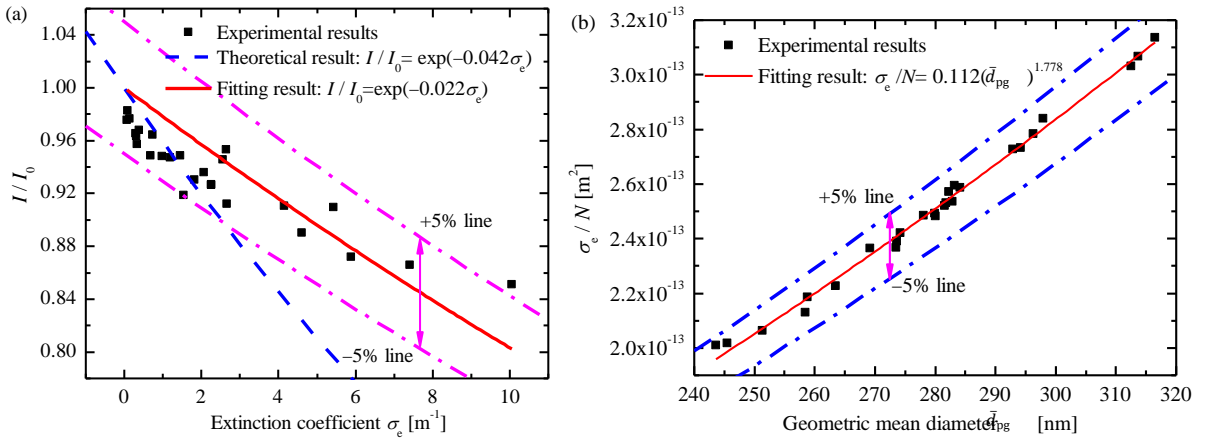 (a)
1.04
1.00
0.96
0.92
0.88
0.84
0.80
I / I₀
Experimental results
Theoretical result: I / I₀= exp(−0.042σₑ)
Fitting result: I / I₀=exp(−0.022σₑ)
+5% line
−5% line
0 2 4 6 8 10
Extinction coefficient σₑ [m⁻¹]
(b)
3.2x10⁻¹³
3.0x10⁻¹³
2.8x10⁻¹³
2.6x10⁻¹³
2.4x10⁻¹³
2.2x10⁻¹³
2.0x10⁻¹³
σₑ / N [m²]
Experimental results
Fitting result: σₑ /N= 0.112(d̄pg )¹·⁷⁷⁸
+5% line
−5% line
240 250 260 270 280 290 300 310 320
Geometric mean diameter d̄pg [nm]